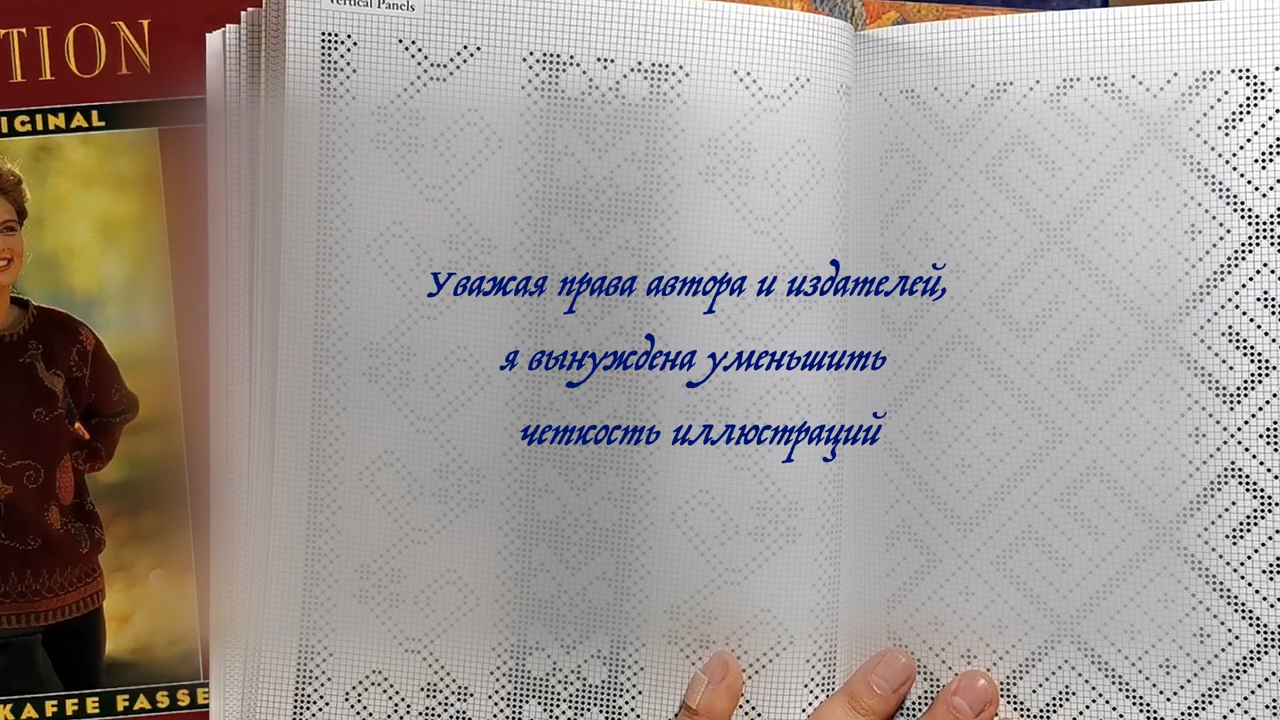 Vertical Panels
TION
IGINAL
Уважая права автора и издателей,
я вынуждена уменьшить
четкость иллюстраций
KAFFE FASSE